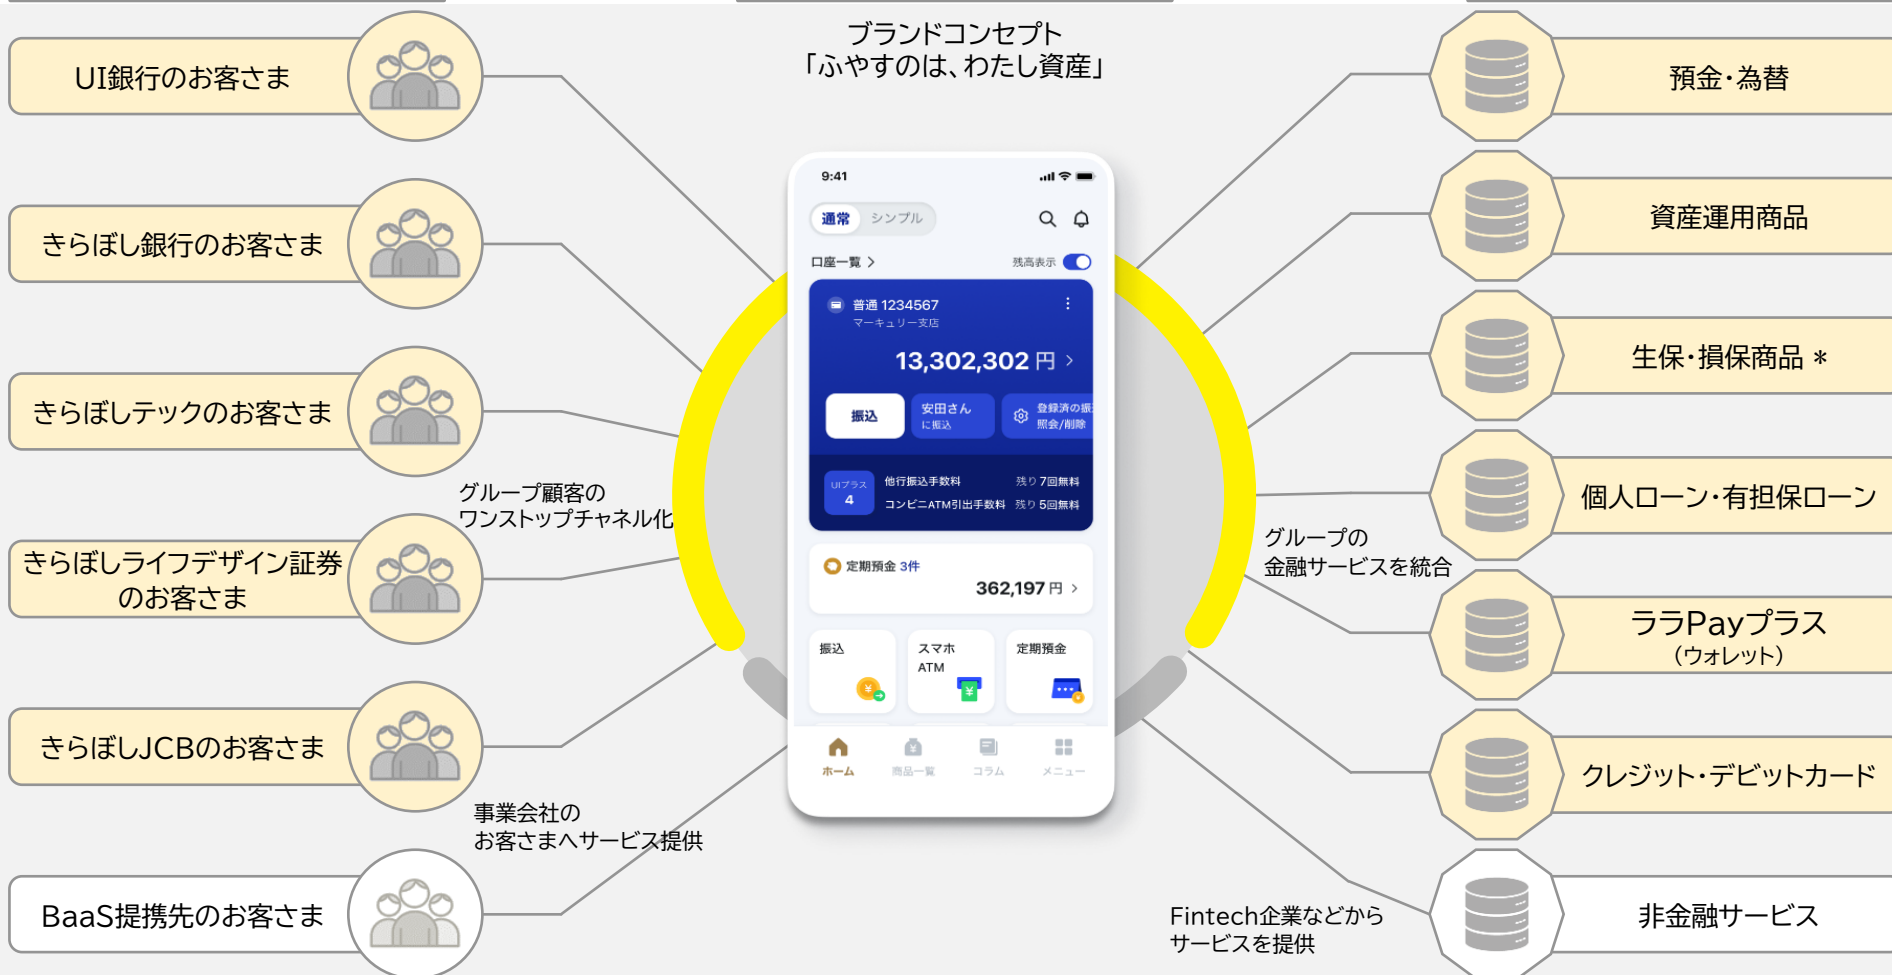 ブランドコンセプト
「ふやすのは、わたし資産」
UI銀行のお客さま
きらぼし銀行のお客さま
きらぼしテックのお客さま
グループ顧客の
ワンストップチャネル化
きらぼしライフデザイン証券
のお客さま
きらぼしJCBのお客さま
事業会社の
お客さまへサービス提供
BaaS提携先のお客さま
9:41
通常 シンプル
口座一覧 > 残高表示
普通 1234567
マーキュリー支店
13,302,302 円 >
振込
安田さん
に振込
登録済の振
照会/削除
UIプラス
4
他行振込手数料 残り 7回無料
コンビニATM引出手数料 残り 5回無料
定期預金 3件
362,197 円 >
振込
スマホ
ATM
定期預金
ホーム 商品一覧 コラム メニュー
預金・為替
資産運用商品
生保・損保商品 *
個人ローン・有担保ローン
グループの
金融サービスを統合
ララPayプラス
(ウォレット)
クレジット・デビットカード
Fintech企業などから
サービスを提供
非金融サービス